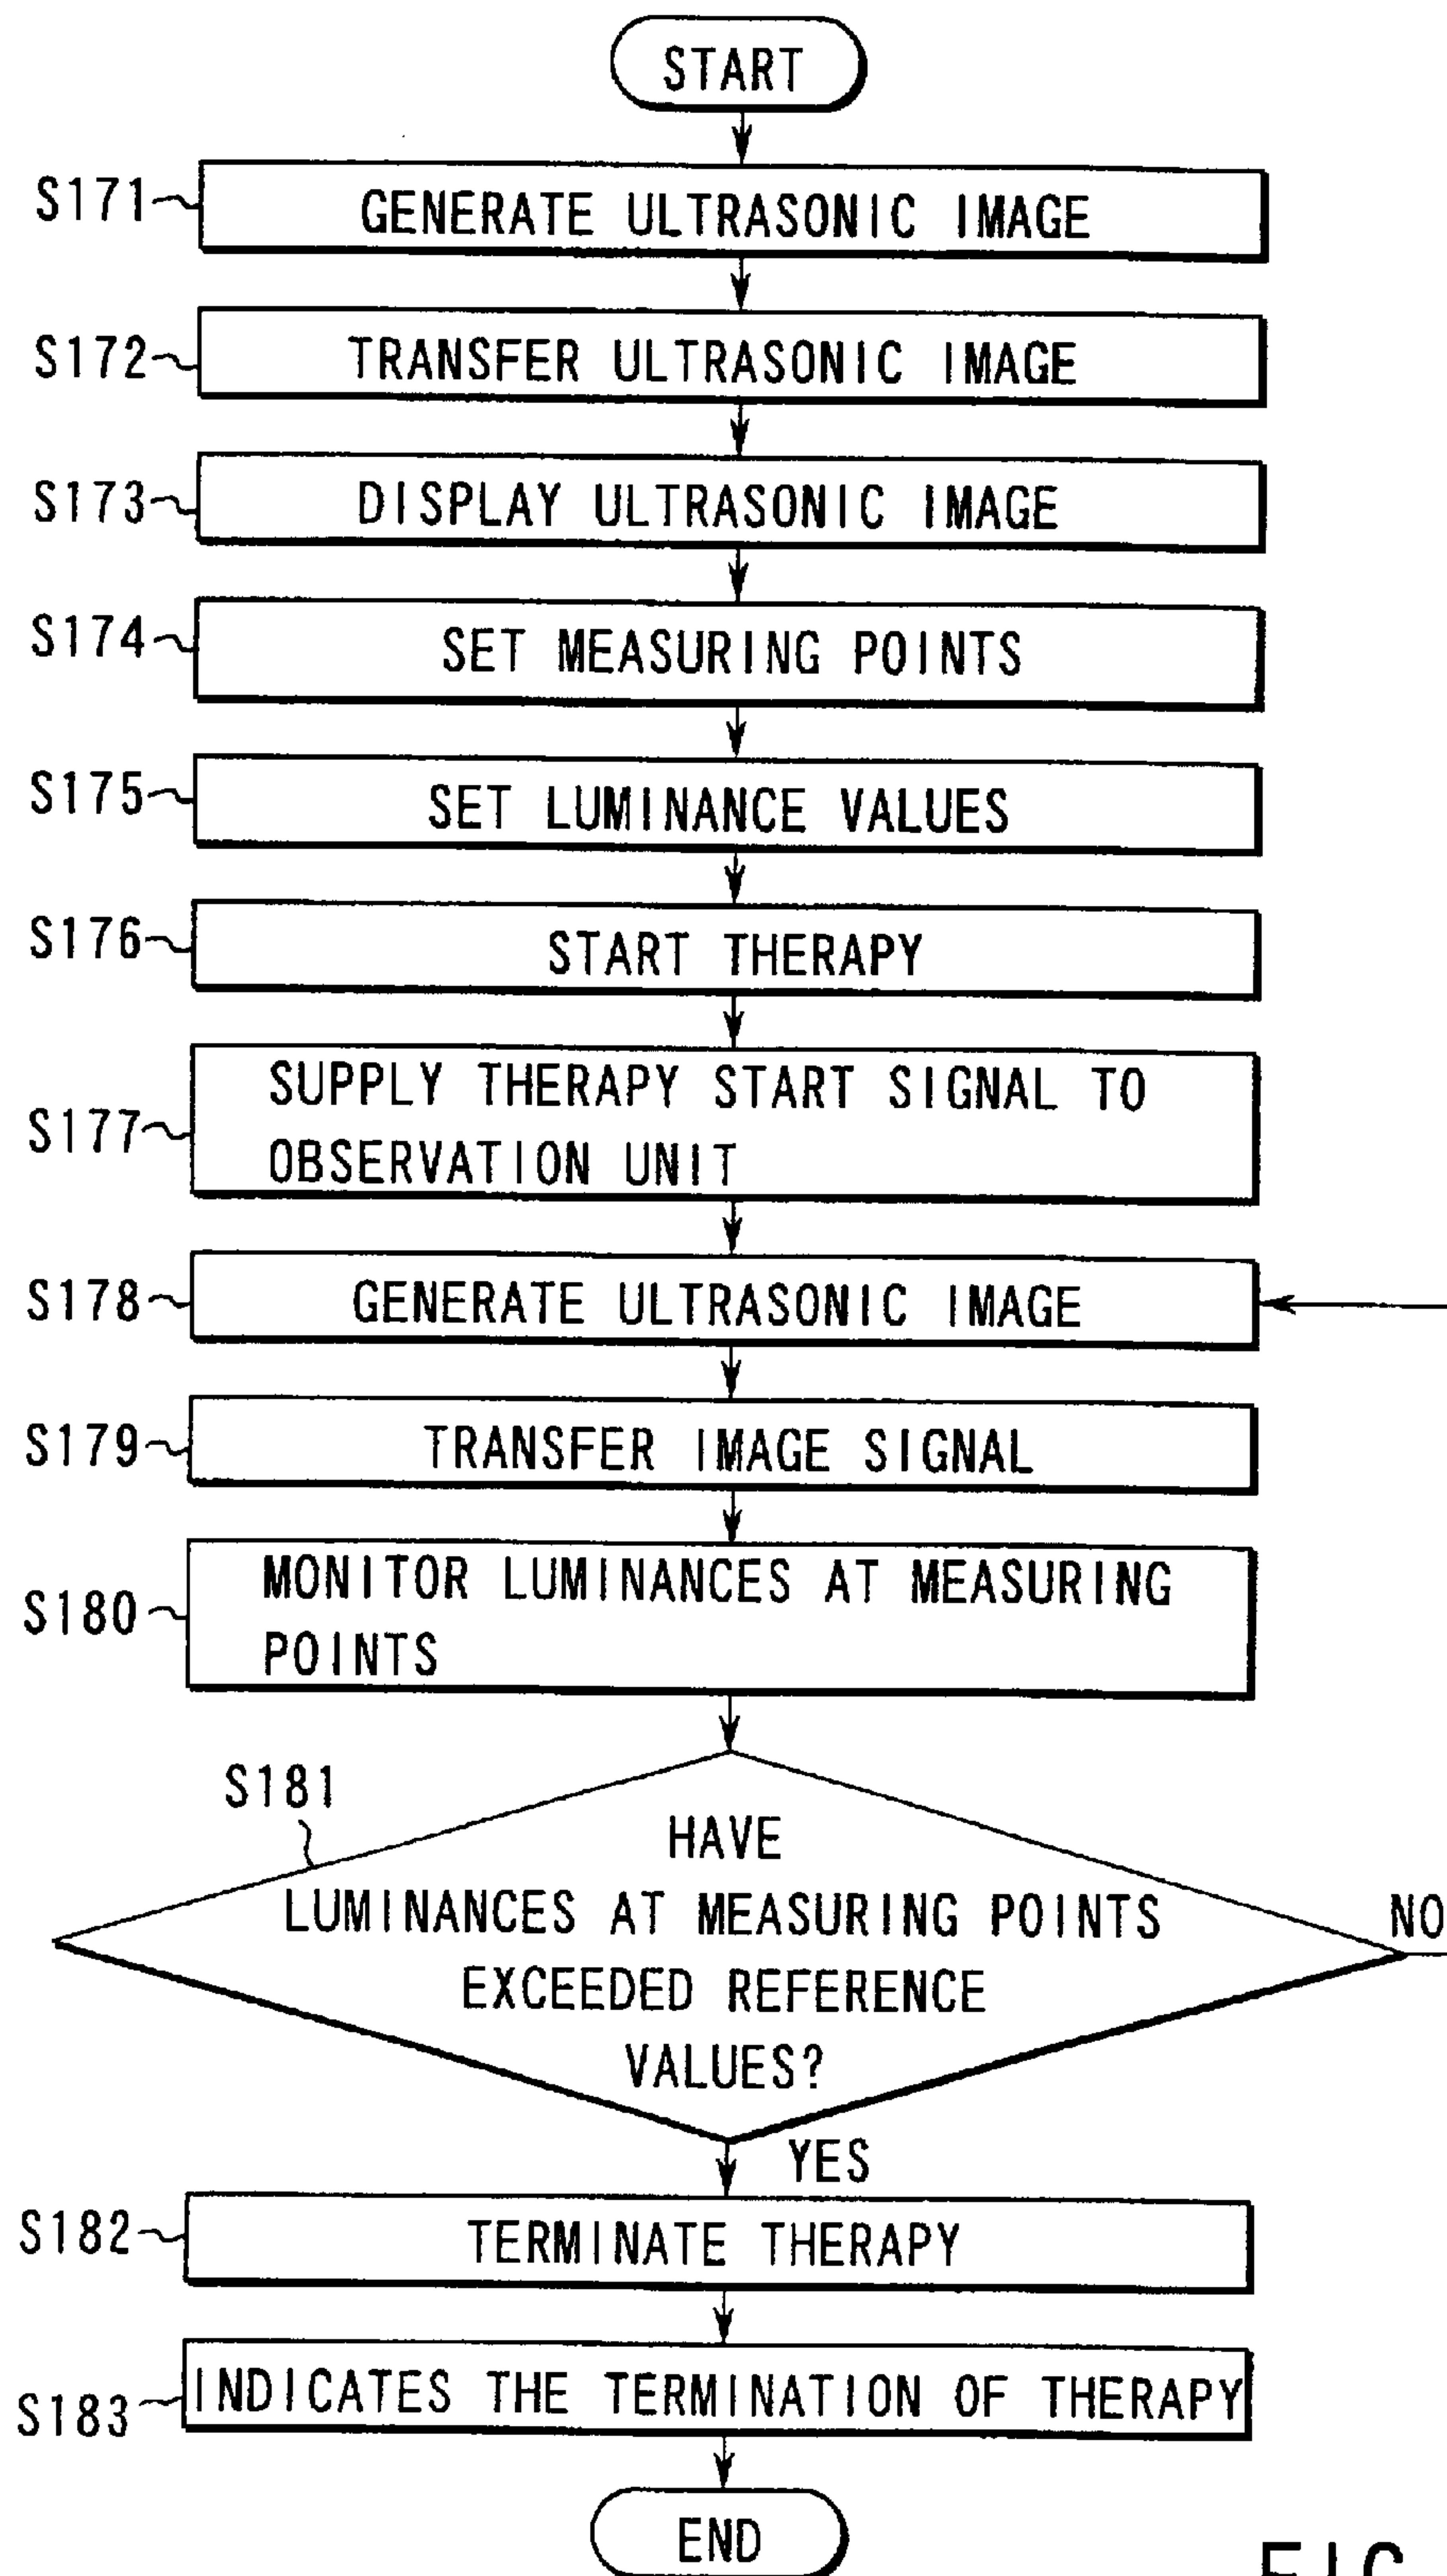 START
S171
GENERATE ULTRASONIC IMAGE
S172
TRANSFER ULTRASONIC IMAGE
S173
DISPLAY ULTRASONIC IMAGE
S174
SET MEASURING POINTS
S175
SET LUMINANCE VALUES
S176
START THERAPY
S177
SUPPLY THERAPY START SIGNAL TO
OBSERVATION UNIT
S178
GENERATE ULTRASONIC IMAGE
S179
TRANSFER IMAGE SIGNAL
S180
MONITOR LUMINANCES AT MEASURING
POINTS
S181
HAVE
LUMINANCES AT MEASURING POINTS
EXCEEDED REFERENCE
VALUES?
NO
YES
S182
TERMINATE THERAPY
S183
INDICATES THE TERMINATION OF THERAPY
END